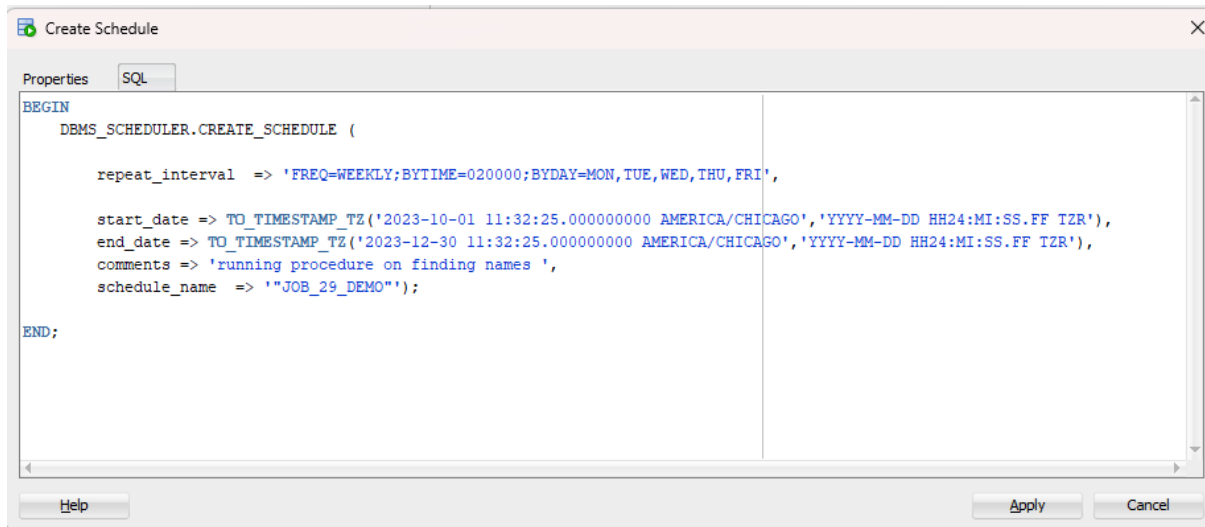 Create Schedule
Properties SQL
BEGIN
DBMS_SCHEDULER.CREATE_SCHEDULE (
repeat_interval => 'FREQ=WEEKLY;BYTIME=020000;BYDAY=MON,TUE,WED,THU,FRI',
start_date => TO_TIMESTAMP_TZ('2023-10-01 11:32:25.000000000 AMERICA/CHICAGO','YYYY-MM-DD HH24:MI:SS.FF TZR'),
end_date => TO_TIMESTAMP_TZ('2023-12-30 11:32:25.000000000 AMERICA/CHICAGO','YYYY-MM-DD HH24:MI:SS.FF TZR'),
comments => 'running procedure on finding names ',
schedule_name => '"JOB_29_DEMO"');
END;
Help Apply Cancel